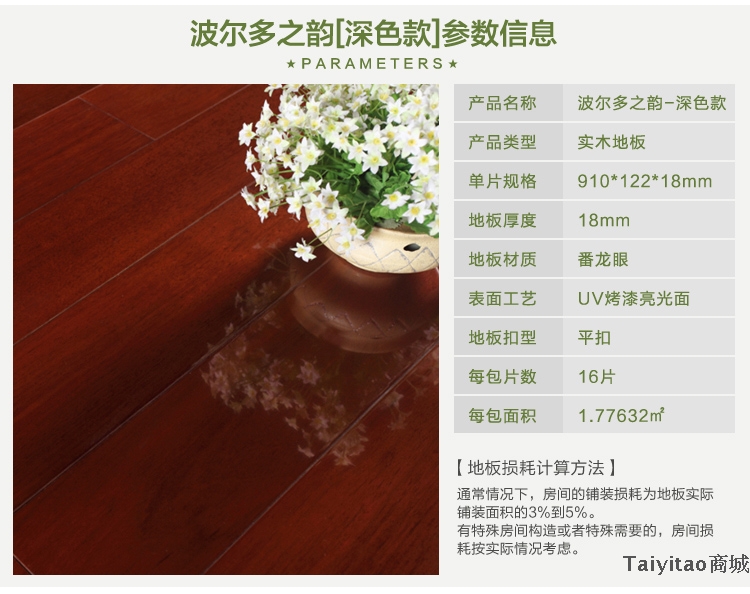 波尔多之韵[深色款]参数信息
★PARAMETERS★
产品名称 波尔多之韵-深色款
产品类型 实木地板
单片规格 910*122*18mm
地板厚度 18mm
地板材质 番龙眼
表面工艺 UV烤漆亮光面
地板扣型 平扣
每包片数 16片
每包面积 1.77632㎡
【 地板损耗计算方法 】
通常情况下，房间的铺装损耗为地板实际
铺装面积的3%到5%。
有特殊房间构造或者特殊需要的，房间损
耗按实际情况考虑。
Taiyitao商城